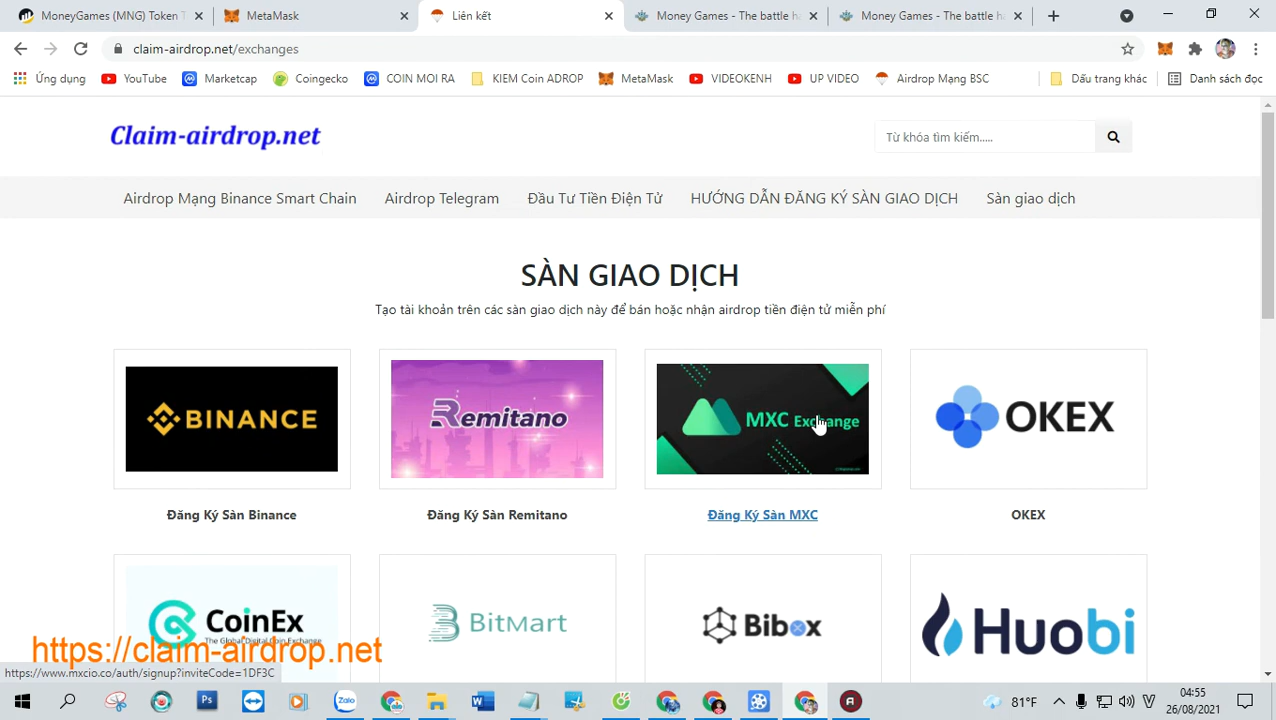 MoneyGames (MNG) Token T
MetaMask
Liên kết
Money Games - The battle h
Money Games - The battle h
claim-airdrop.net/exchanges
Ứng dụng
YouTube
Marketcap
Coingecko
COIN MOI RA
KIEM Coin ADROP
MetaMask
VIDEOKENH
UP VIDEO
Airdrop Mạng BSC
Dấu trang khác
Danh sách đọc
Claim-airdrop.net
Từ khóa tìm kiếm.....
Airdrop Mạng Binance Smart Chain
Airdrop Telegram
Đầu Tư Tiền Điện Tử
HƯỚNG DẪN ĐĂNG KÝ SÀN GIAO DỊCH
Sàn giao dịch
SÀN GIAO DỊCH
Tạo tài khoản trên các sàn giao dịch này để bán hoặc nhận airdrop tiền điện tử miễn phí
BINANCE
Remitano
MXC Exchange
OKEX
Đăng Ký Sàn Binance
Đăng Ký Sàn Remitano
Đăng Ký Sàn MXC
OKEX
CoinEx
The Global Digital Coin Exchange
BitMart
Bibox
Huobi
https://claim-airdrop.net
https://www.mxcio.co/auth/signup?inviteCode=1DF3C
Ps
Zalo
W
A
81°F
V
04:55
26/08/2021